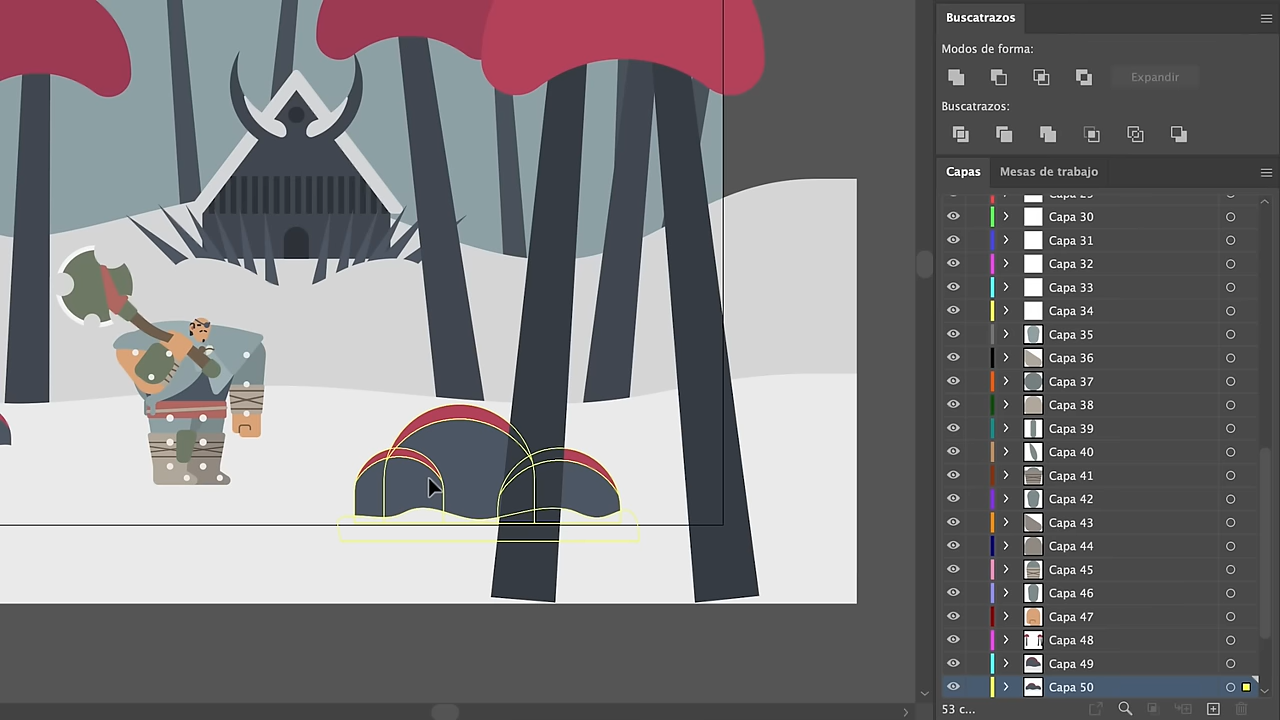 Buscatrazos
Modos de forma:
Expandir
Buscatrazos:
Capas
Mesas de trabajo
Capa 30
Capa 31
Capa 32
Capa 33
Capa 34
Capa 35
Capa 36
Capa 37
Capa 38
Capa 39
Capa 40
Capa 41
Capa 42
Capa 43
Capa 44
Capa 45
Capa 46
Capa 47
Capa 48
Capa 49
Capa 50
53 c...